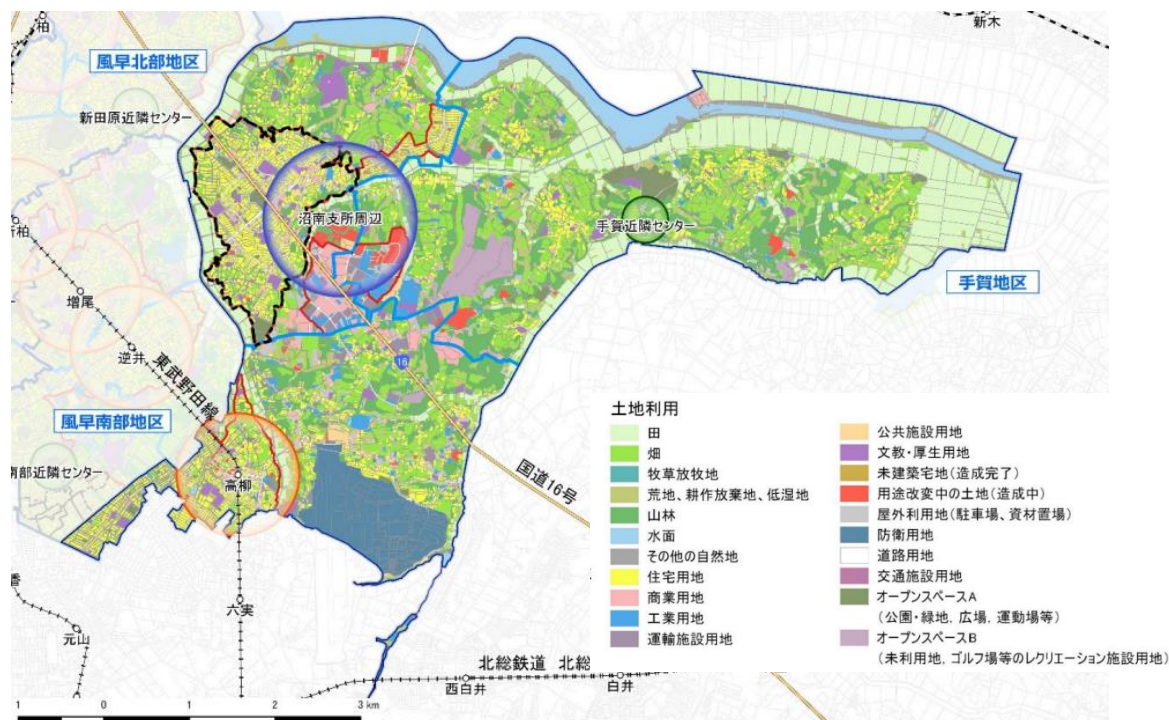 柏
新木
風早北部地区
新田原近隣センター
沼南支所周辺
手賀近隣センター
手賀地区
新柏
増尾
逆井
東武野田線
16
風早南部地区
南部近隣センター
高柳
国道16号
六実
元山
北総鉄道 北総
西白井
白井
1 0 1 2 3 km
土地利用
田
畑
牧草放牧地
荒地、耕作放棄地、低湿地
山林
水面
その他の自然地
住宅用地
商業用地
工業用地
運輸施設用地
公共施設用地
文教・厚生用地
未建築宅地(造成完了)
用途改変中の土地(造成中)
屋外利用地(駐車場、資材置場)
防衛用地
道路用地
交通施設用地
オープンスペースA
(公園・緑地, 広場, 運動場等)
オープンスペースB
(未利用地, ゴルフ場等のレクリエーション施設用地)